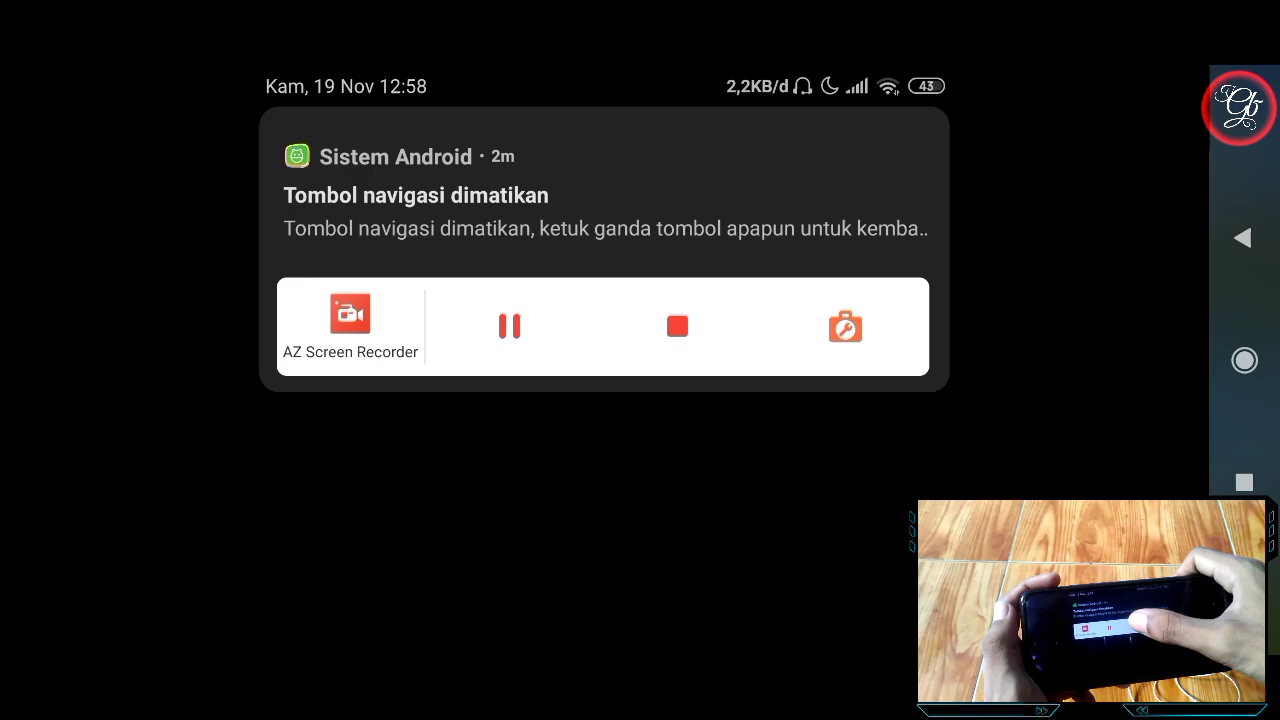 Kam, 19 Nov 12:58
2,2KB/d
43
Sistem Android · 2m
Tombol navigasi dimatikan
Tombol navigasi dimatikan, ketuk ganda tombol apapun untuk kemba..
AZ Screen Recorder
Gb